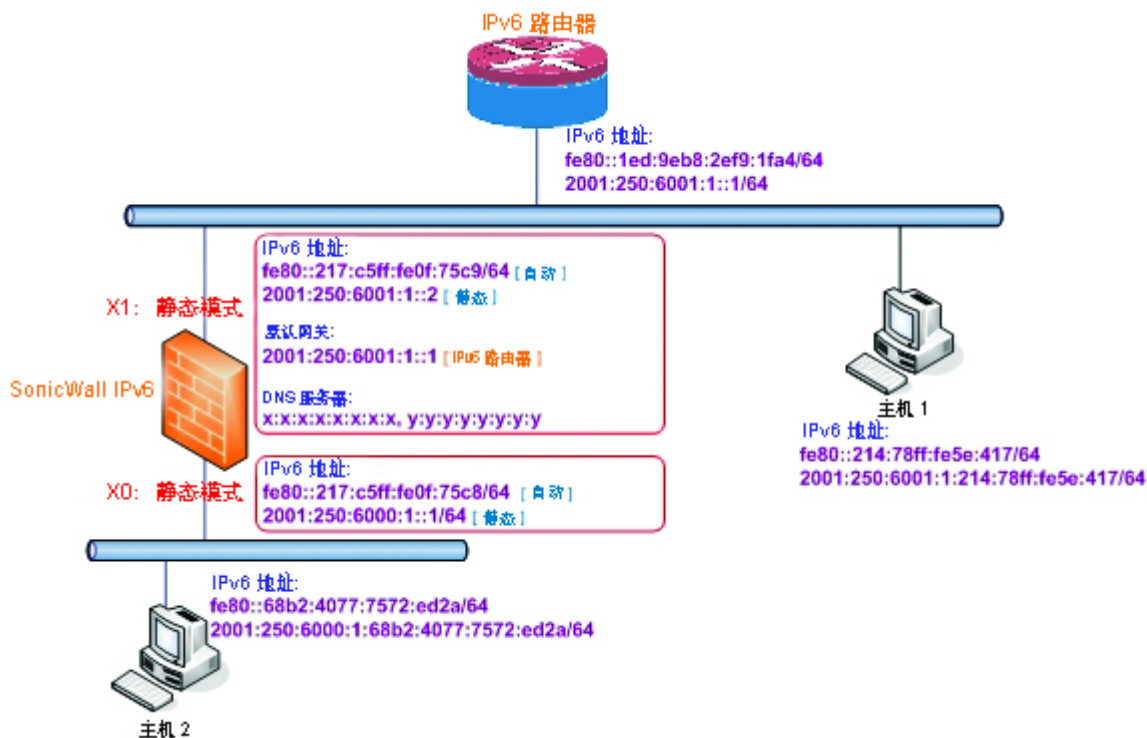 IPv6 路由器
IPv6 地址:
fe80::1ed:9eb8:2ef9:1fa4/64
2001:250:6001:1::1/64
IPv6 地址:
fe80::217:c5ff:fe0f:75c9/64 [自动]
2001:250:6001:1::2 [静态]
X1: 静态模式
默认网关:
2001:250:6001:1::1 [IPv6 路由器]
SonicWall IPv6
DNS 服务器:
x:x:x:x:x:x:x:x, y:y:y:y:y:y:y:y
主机 1
IPv6 地址:
fe80::214:78ff:fe5e:417/64
2001:250:6001:1:214:78ff:fe5e:417/64
X0: 静态模式
IPv6 地址:
fe80::217:c5ff:fe0f:75c8/64 [自动]
2001:250:6000:1::1/64 [静态]
IPv6 地址:
fe80::68b2:4077:7572:ed2a/64
2001:250:6000:1:68b2:4077:7572:ed2a/64
主机 2